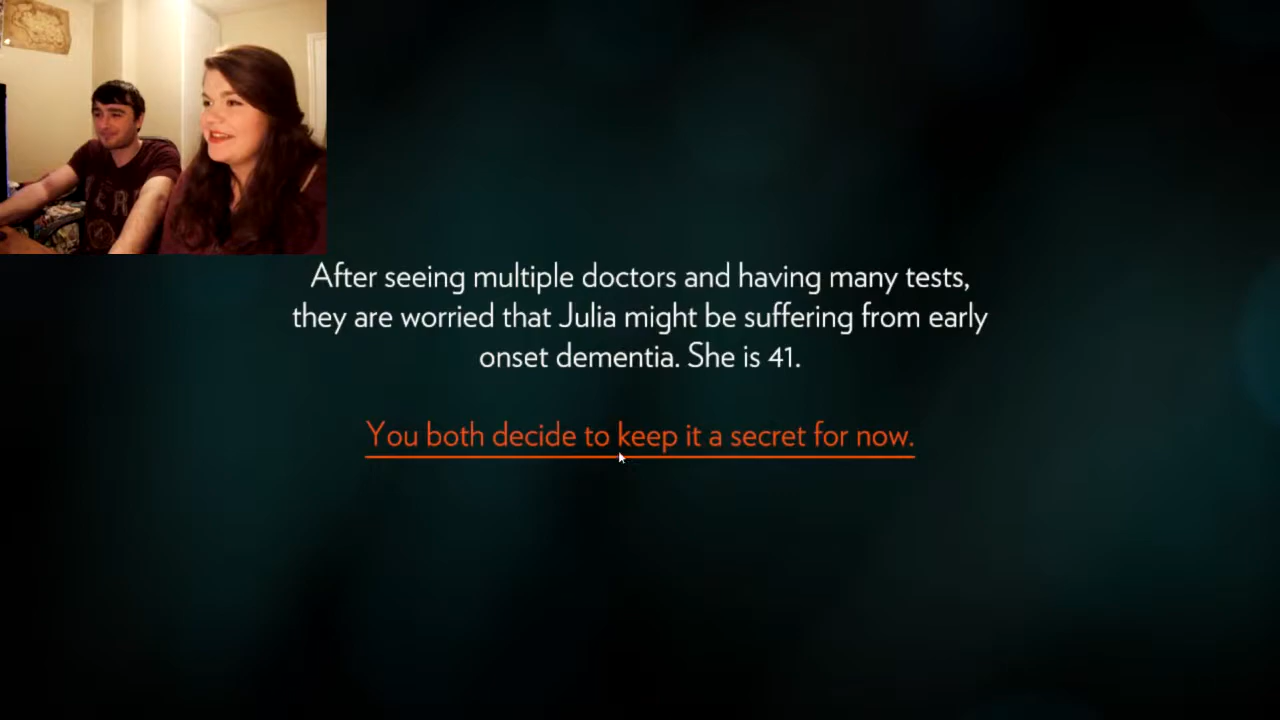 After seeing multiple doctors and having many tests,
they are worried that Julia might be suffering from early
onset dementia. She is 41.
You both decide to keep it a secret for now.